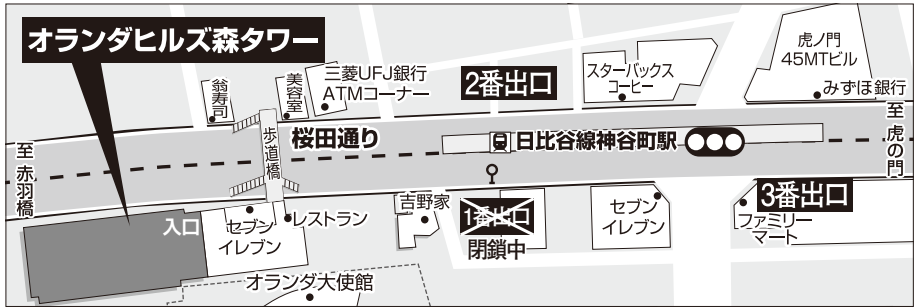 オランダヒルズ森タワー
翁寿司
美容室
三菱UFJ銀行
ATMコーナー
2番出口
スターバックス
コーヒー
虎ノ門
45MTビル
みずほ銀行
至 赤羽橋
歩道橋
桜田通り
日比谷線神谷町駅
至 虎の門
入口
セブン
イレブン
レストラン
吉野家
1番出口
閉鎖中
セブン
イレブン
3番出口
ファミリー
マート
オランダ大使館